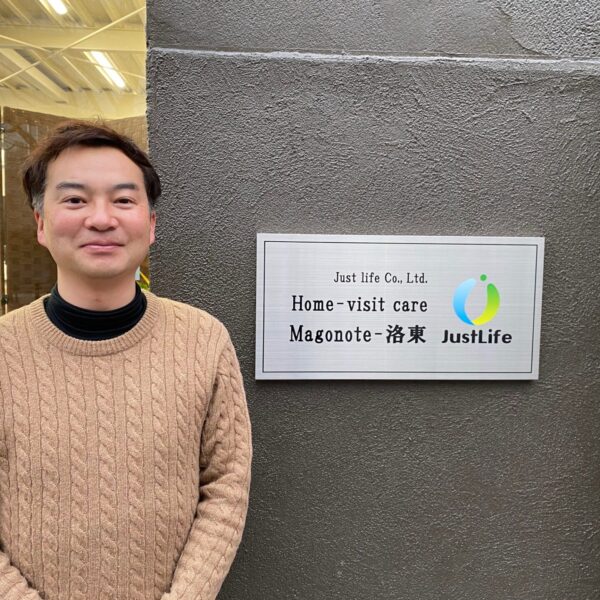 Just life Co., Ltd.
Home-visit care
Magonote-洛東
JustLife